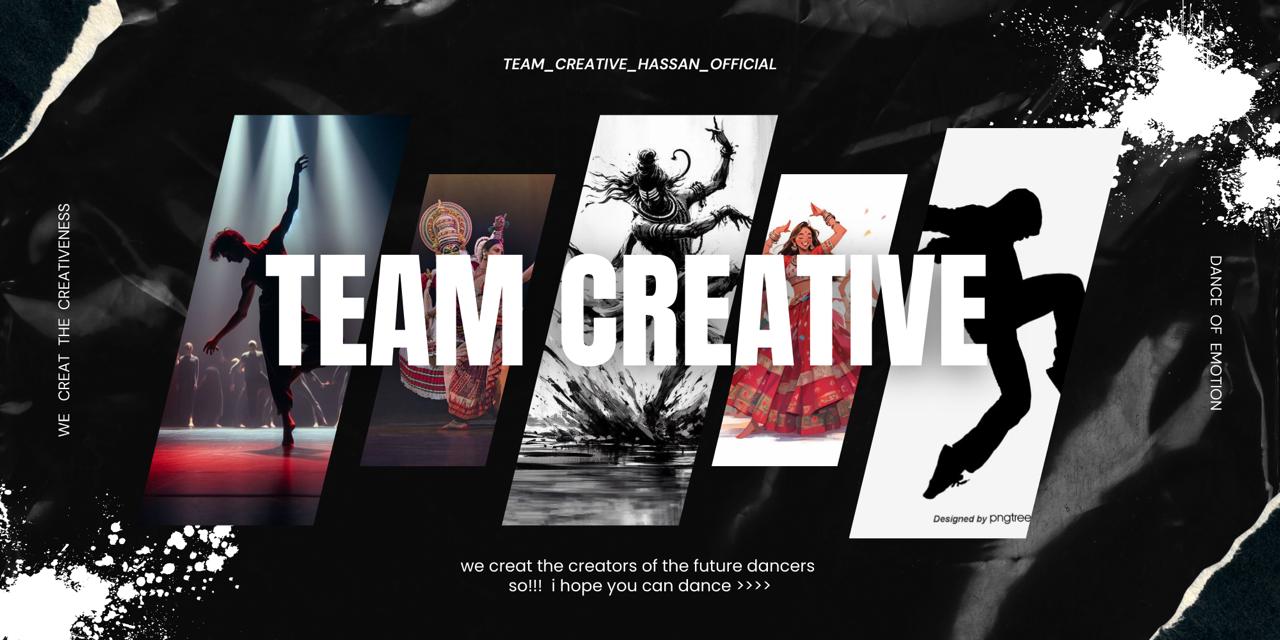 TEAM_CREATIVE_HASSAN_OFFICIAL
WE CREAT THE CREATIVENESS
TEAM CREATIVE
DANCE OF EMOTION
Designed by pngtree
we creat the creators of the future dancers
so!!! i hope you can dance >>>>